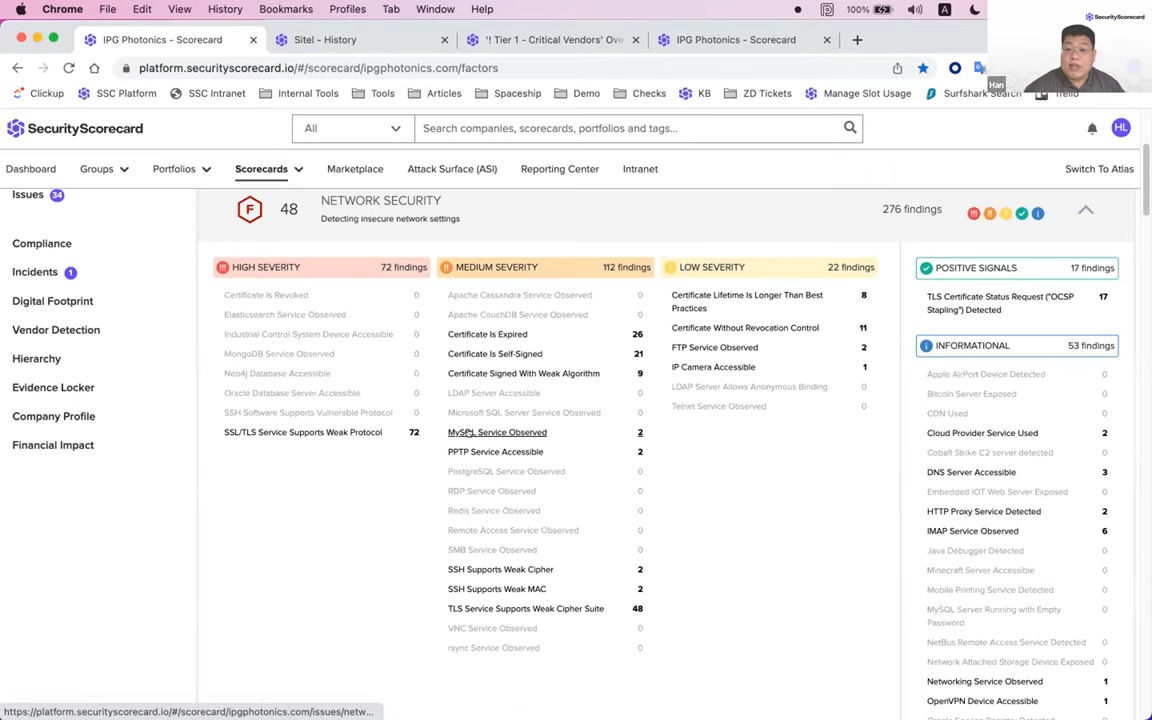 Chrome File Edit View History Bookmarks Profiles Tab Window Help 100% A
IPG Photonics - Scorecard Sitel - History '! Tier 1 - Critical Vendors' Ove IPG Photonics - Scorecard
SecurityScorecard
Han
platform.securityscorecard.io/#/scorecard/ipgphotonics.com/factors
Clickup SSC Platform SSC Intranet Internal Tools Tools Articles Spaceship Demo Checks KB ZD Tickets Manage Slot Usage Surfshark Search Trello
SecurityScorecard All Search companies, scorecards, portfolios and tags... HL
Dashboard Groups Portfolios Scorecards Marketplace Attack Surface (ASI) Reporting Center Intranet Switch To Atlas
Issues 34
Compliance
Incidents 1
Digital Footprint
Vendor Detection
Hierarchy
Evidence Locker
Company Profile
Financial Impact
F 48 NETWORK SECURITY 276 findings
Detecting insecure network settings
HIGH SEVERITY 72 findings
Certificate Is Revoked 0
Elasticsearch Service Observed 0
Industrial Control System Device Accessible 0
MongoDB Service Observed 0
Neo4j Database Accessible 0
Oracle Database Server Accessible 0
SSH Software Supports Vulnerable Protocol 0
SSL/TLS Service Supports Weak Protocol 72
MEDIUM SEVERITY 112 findings
Apache Cassandra Service Observed 0
Apache CouchDB Service Observed 0
Certificate Is Expired 26
Certificate Is Self-Signed 21
Certificate Signed With Weak Algorithm 9
LDAP Server Accessible 0
Microsoft SQL Server Service Observed 0
MySQL Service Observed 2
PPTP Service Accessible 2
PostgreSQL Service Observed 0
RDP Service Observed 0
Redis Service Observed 0
Remote Access Service Observed 0
SMB Service Observed 0
SSH Supports Weak Cipher 2
SSH Supports Weak MAC 2
TLS Service Supports Weak Cipher Suite 48
VNC Service Observed 0
rsync Service Observed 0
LOW SEVERITY 22 findings
Certificate Lifetime Is Longer Than Best 8
Practices
Certificate Without Revocation Control 11
FTP Service Observed 2
IP Camera Accessible 1
LDAP Server Allows Anonymous Binding 0
Telnet Service Observed 0
POSITIVE SIGNALS 17 findings
TLS Certificate Status Request ("OCSP 17
Stapling") Detected
INFORMATIONAL 53 findings
Apple AirPort Device Detected 0
Bitcoin Server Exposed 0
CDN Used 0
Cloud Provider Service Used 2
Cobalt Strike C2 server detected 0
DNS Server Accessible 3
Embedded IOT Web Server Exposed 0
HTTP Proxy Service Detected 2
IMAP Service Observed 6
Java Debugger Detected 0
Minecraft Server Accessible 0
Mobile Printing Service Detected 0
MySQL Server Running with Empty 0
Password
NetBus Remote Access Service Detected 0
Network Attached Storage Device Exposed 0
Networking Service Observed 1
OpenVPN Device Accessible 1
https://platform.securityscorecard.io/#/scorecard/ipgphotonics.com/issues/netw...